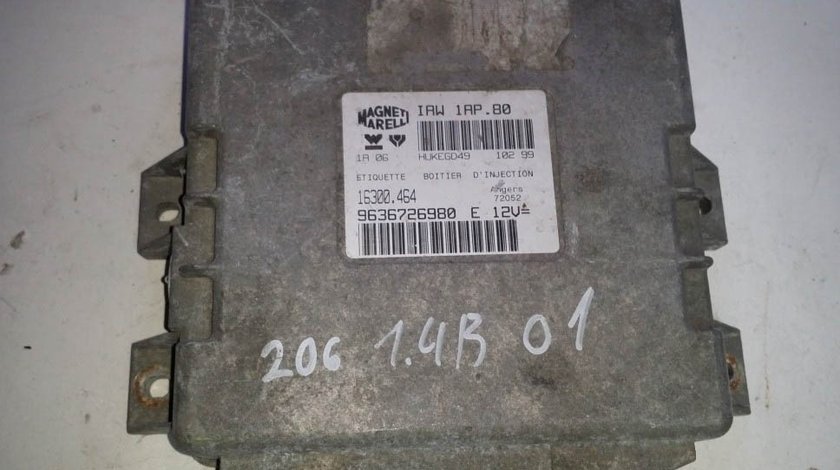 MAGNETI MARELLI
IAW 1AP.80
1A 06 HUKEGD49 102 99
ETIQUETTE BOITIER D'INJECTION
16300.464 Angers 72052
9636726980 E 12V
206 1.4B 01